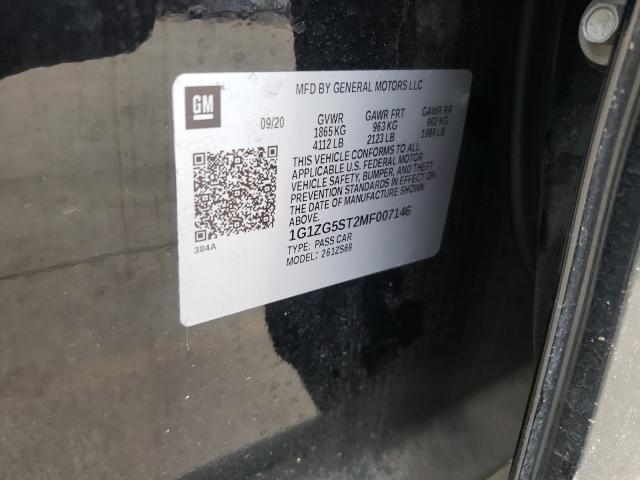 GM
MFD BY GENERAL MOTORS LLC
09/20
GVWR GAWR FRT GAWR RR
1865 KG 963 KG 902 KG
4112 LB 2123 LB 1989 LB
THIS VEHICLE CONFORMS TO ALL
APPLICABLE U.S. FEDERAL MOTOR
VEHICLE SAFETY, BUMPER, AND THEFT
PREVENTION STANDARDS IN EFFECT ON
THE DATE OF MANUFACTURE SHOWN
ABOVE.
1G1ZG5ST2MF007146
TYPE: PASS CAR
MODEL: 261ZS69
384A